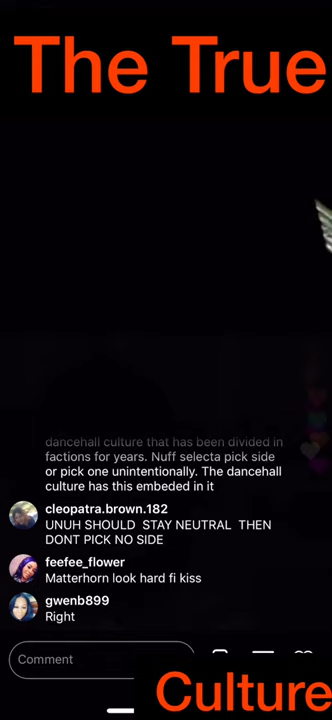 The True
dancehall culture that has been divided in
factions for years. Nuff selecta pick side
or pick one unintentionally. The dancehall
culture has this embeded in it
cleopatra.brown.182
UNUH SHOULD STAY NEUTRAL THEN
DONT PICK NO SIDE
feefee_flower
Matterhorn look hard fi kiss
gwenb899
Right
Comment
Culture